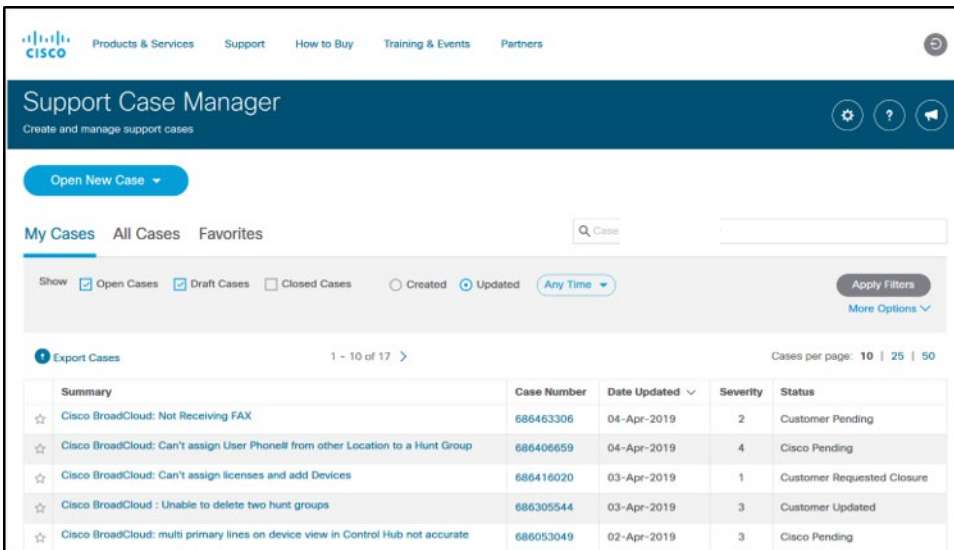 CISCO
Products & Services Support How to Buy Training & Events Partners
Support Case Manager
Create and manage support cases
?
Open New Case
My Cases All Cases Favorites
Case
Show Open Cases Draft Cases Closed Cases Created Updated Any Time Apply Filters
More Options
Export Cases 1 - 10 of 17 Cases per page: 10 | 25 | 50
Summary Case Number Date Updated Severity Status
Cisco BroadCloud: Not Receiving FAX 686463306 04-Apr-2019 2 Customer Pending
Cisco BroadCloud: Can't assign User Phone# from other Location to a Hunt Group 686406659 04-Apr-2019 4 Cisco Pending
Cisco BroadCloud: Can't assign licenses and add Devices 686416020 03-Apr-2019 1 Customer Requested Closure
Cisco BroadCloud : Unable to delete two hunt groups 686305544 03-Apr-2019 3 Customer Updated
Cisco BroadCloud: multi primary lines on device view in Control Hub not accurate 686053049 02-Apr-2019 3 Cisco Pending